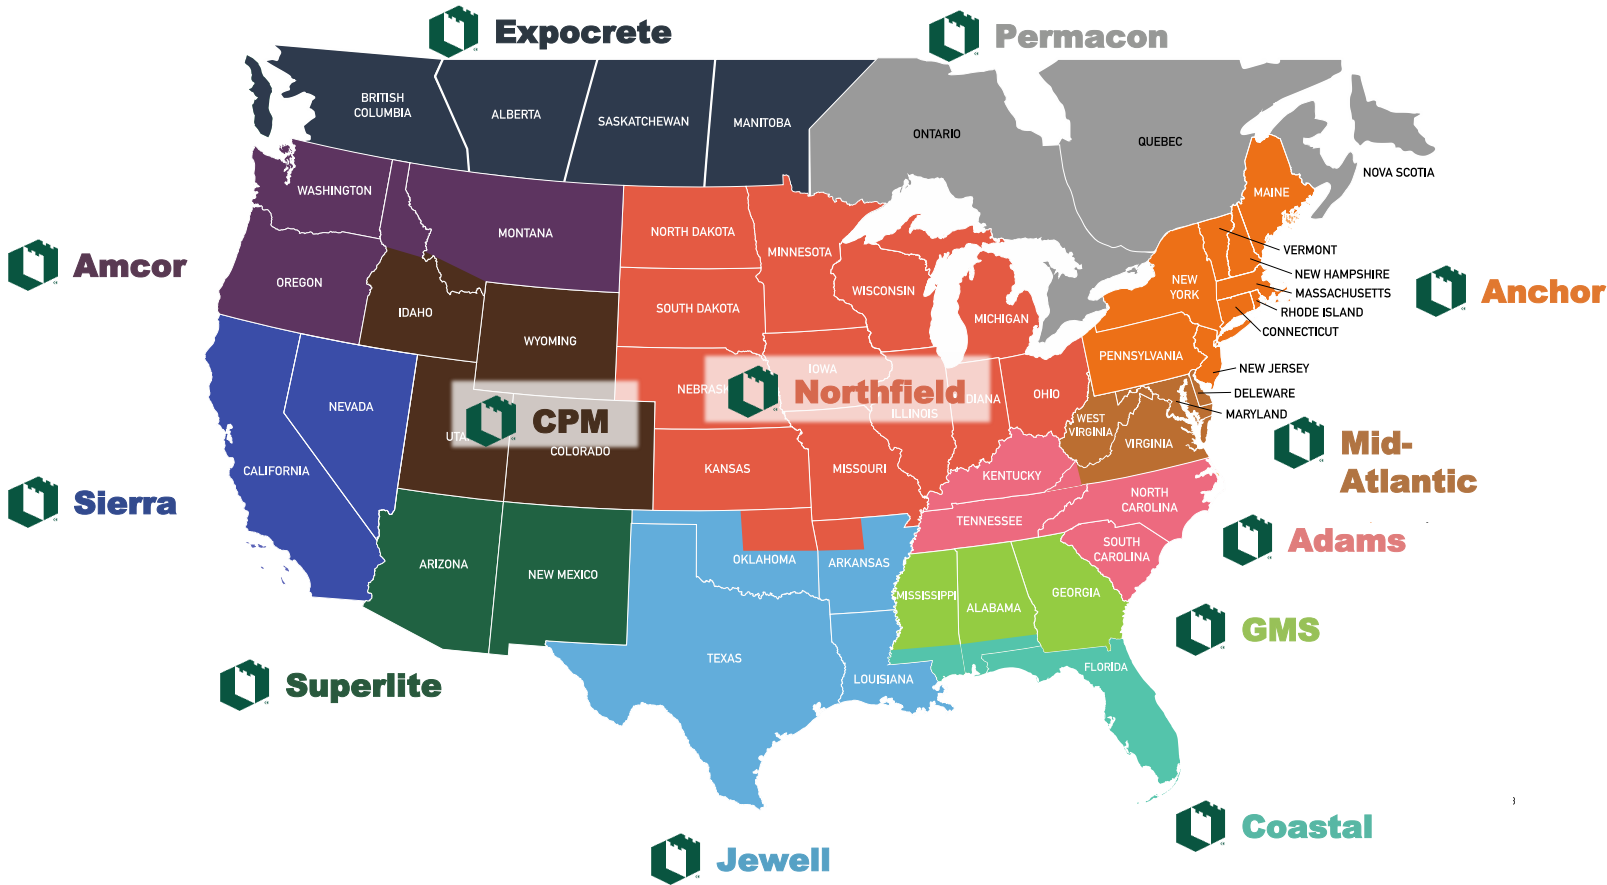 Expocrete
Permacon
BRITISH
COLUMBIA
ALBERTA
SASKATCHEWAN
MANITOBA
ONTARIO
QUEBEC
NOVA SCOTIA
WASHINGTON
MONTANA
NORTH DAKOTA
MINNESOTA
MAINE
VERMONT
Amcor
OREGON
IDAHO
SOUTH DAKOTA
WISCONSIN
MICHIGAN
NEW
YORK
NEW HAMPSHIRE
MASSACHUSETTS
RHODE ISLAND
CONNECTICUT
Anchor
WYOMING
PENNSYLVANIA
NEW JERSEY
IOWA
NEBRASK
Northfield
ILLINOIS
DIANA
OHIO
DELEWARE
MARYLAND
NEVADA
CPM
UTA
COLORADO
WEST
VIRGINIA
VIRGINIA
Mid-
Atlantic
CALIFORNIA
KANSAS
MISSOURI
KENTUCKY
Sierra
NORTH
CAROLINA
TENNESSEE
SOUTH
CAROLINA
Adams
ARIZONA
NEW MEXICO
OKLAHOMA
ARKANSAS
MISSISSIPPI
ALABAMA
GEORGIA
GMS
TEXAS
LOUISIANA
FLORIDA
Superlite
Coastal
Jewell